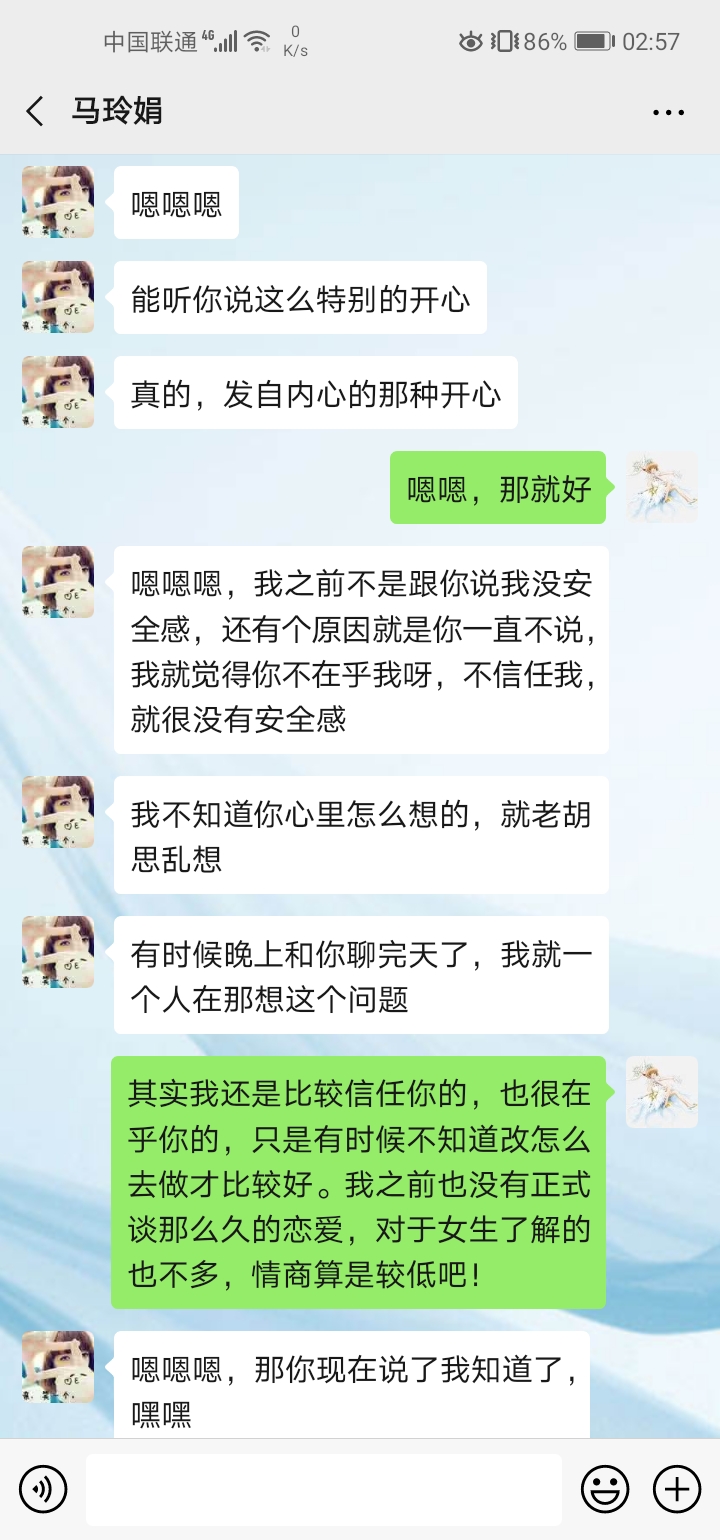 中国联通 4G 0 K/s 86% 02:57
马玲娟
嗯嗯嗯
能听你说这么特别的开心
真的，发自内心的那种开心
嗯嗯，那就好
嗯嗯嗯，我之前不是跟你说我没安
全感，还有个原因就是你一直不说，
我就觉得你不在乎我呀，不信任我，
就很没有安全感
我不知道你心里怎么想的，就老胡
思乱想
有时候晚上和你聊完天了，我就一
个人在那想这个问题
其实我还是比较信任你的，也很在
乎你的，只是有时候不知道改怎么
去做才比较好。我之前也没有正式
谈那么久的恋爱，对于女生了解的
也不多，情商算是较低吧！
嗯嗯嗯，那你现在说了我知道了，
嘿嘿